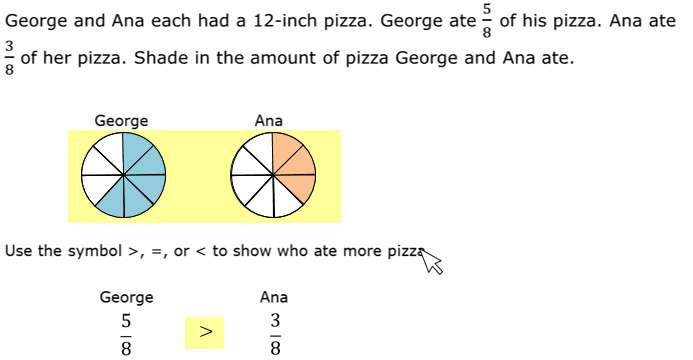 George and Ana each had a 12-inch pizza. George ate 5/8 of his pizza. Ana ate
3/8 of her pizza. Shade in the amount of pizza George and Ana ate.
George Ana
Use the symbol >, =, or < to show who ate more pizza
George Ana
5/8 > 3/8